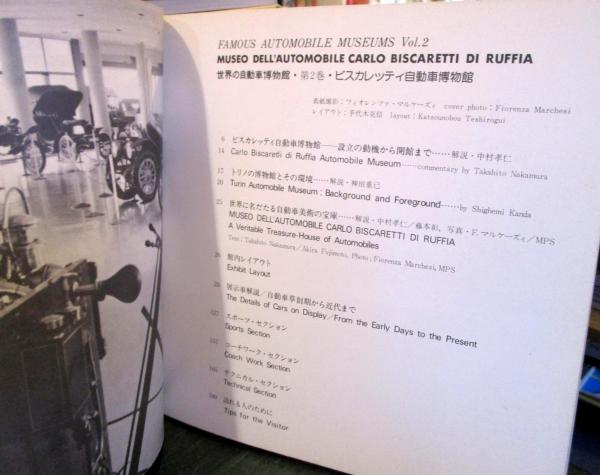 FAMOUS AUTOMOBILE MUSEUMS Vol.2
MUSEO DELL'AUTOMOBILE CARLO BISCARETTI DI RUFFIA
世界の自動車博物館・第2巻・ビスカレッティ自動車博物館
表紙撮影：フィオレンツァ・マルケーズィ cover photo : Fiorenza Marchesi
レイアウト：手代木克信 layout : Katsounobou Teshirogui
6 ビスカレッティ自動車博物館——設立の動機から開館まで……解説・中村孝仁
14 Carlo Biscaretti di Ruffia Automobile Museum……commentary by Takahito Nakamura
17 トリノの博物館とその環境……解説・神田重巳
20 Turin Automobile Museum : Background and Foreground……by Shighemi Kanda
25 世界に名だたる自動車美術の宝庫……解説・中村孝仁／藤本彰，写真・F.マルケーズィ／MPS
MUSEO DELL'AUTOMOBILE CARLO BISCARETTI DI RUFFIA
A Veritable Treasure-House of Automobiles
Text : Takahito Nakamura/Akira Fujimoto, Photo : Fiorenza Marchesi, MPS
館内レイアウト
Exhibit Layout
展示車解説／自動車草創期から近代まで
The Details of Cars on Display/From the Early Days to the Present
127 スポーツ・セクション
Sports Section
コーチワーク・セクション
Coach Work Section
テクニカル・セクション
Technical Section
訪れる人のために
Tips for the Visitor